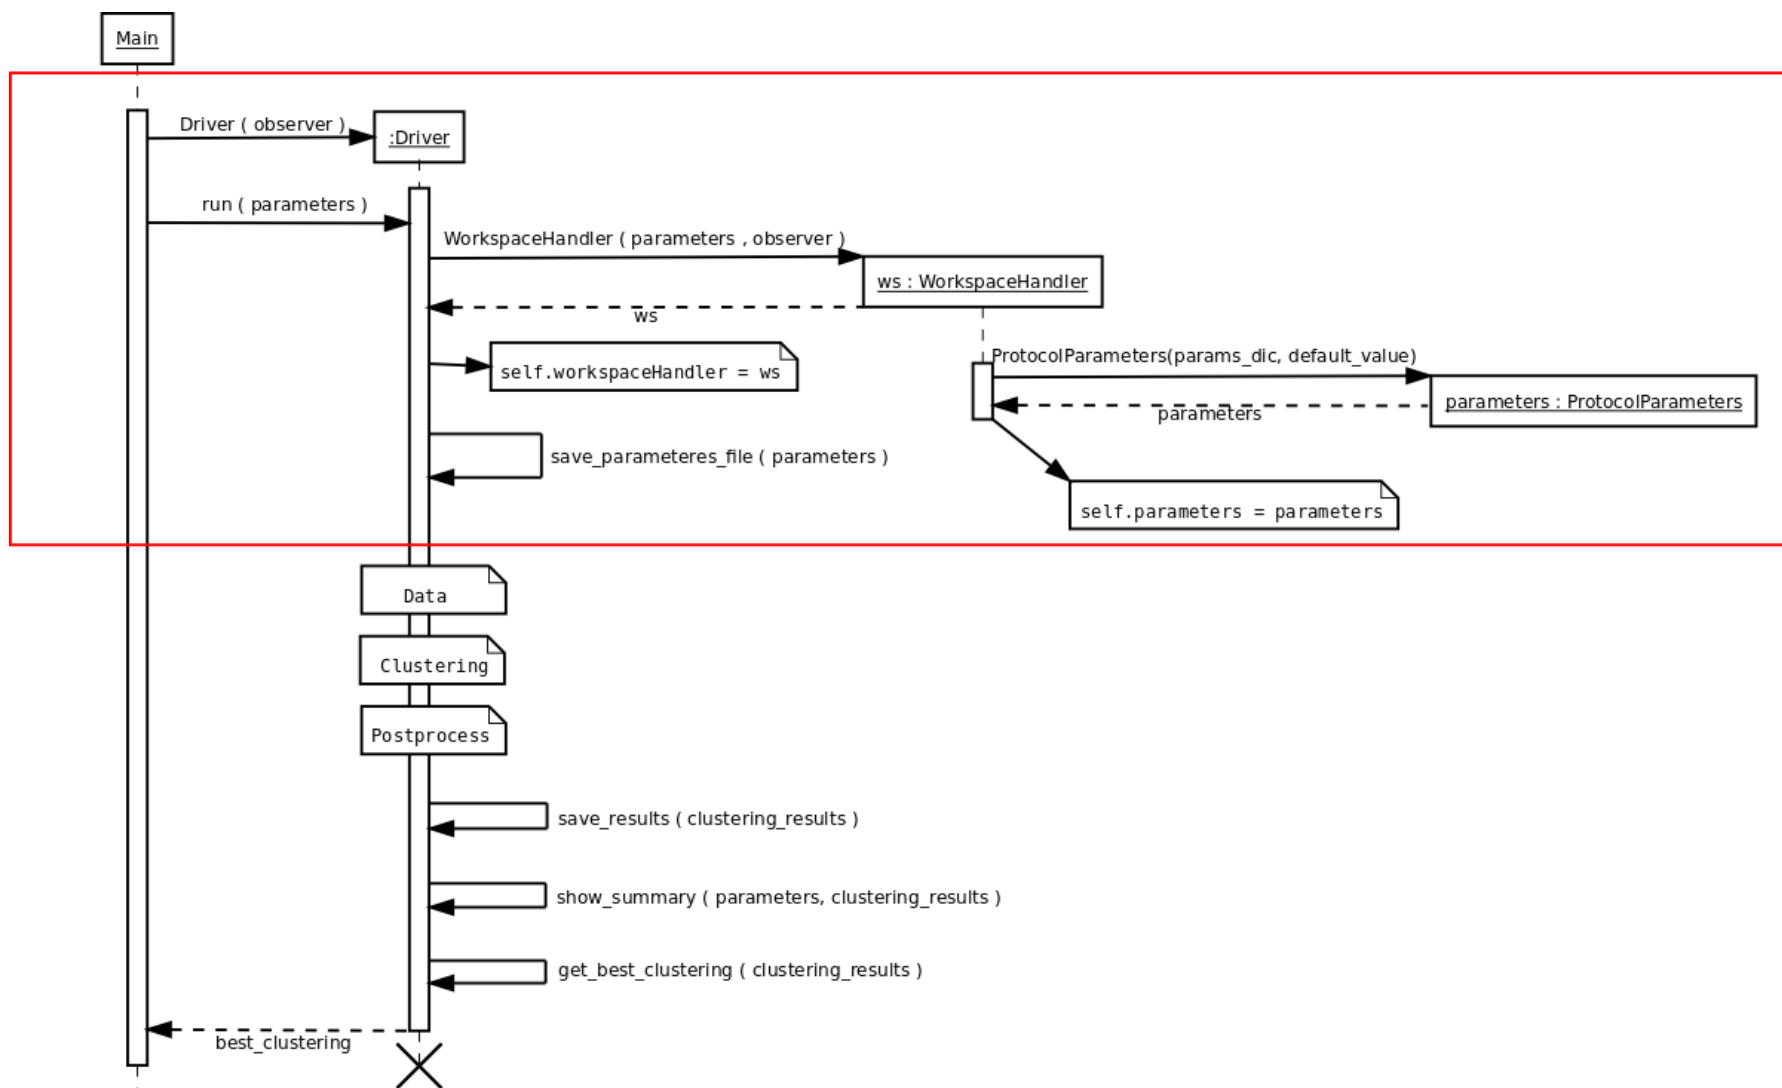 Main
Driver ( observer )
:Driver
run ( parameters )
WorkspaceHandler ( parameters , observer )
ws : WorkspaceHandler
ws
ProtocolParameters(params_dic, default_value)
self.workspaceHandler = ws
parameters : ProtocolParameters
parameters
save_parameteres_file ( parameters )
self.parameters = parameters
Data
Clustering
Postprocess
save_results ( clustering_results )
show_summary ( parameters, clustering_results )
get_best_clustering ( clustering_results )
best_clustering